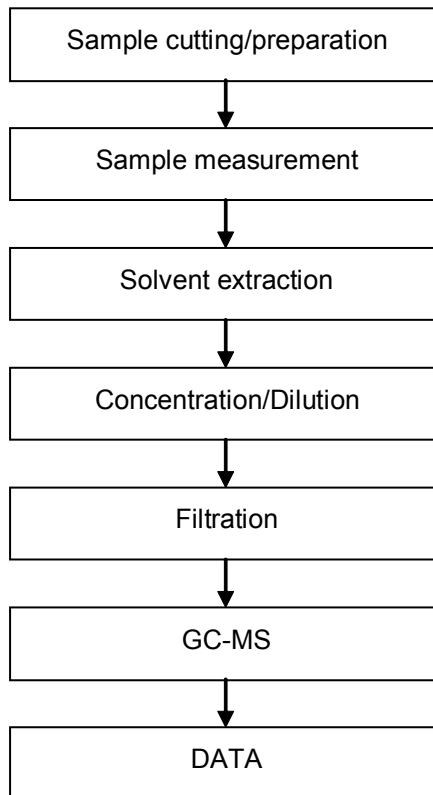 Sample cutting/preparation
Sample measurement
Solvent extraction
Concentration/Dilution
Filtration
GC-MS
DATA